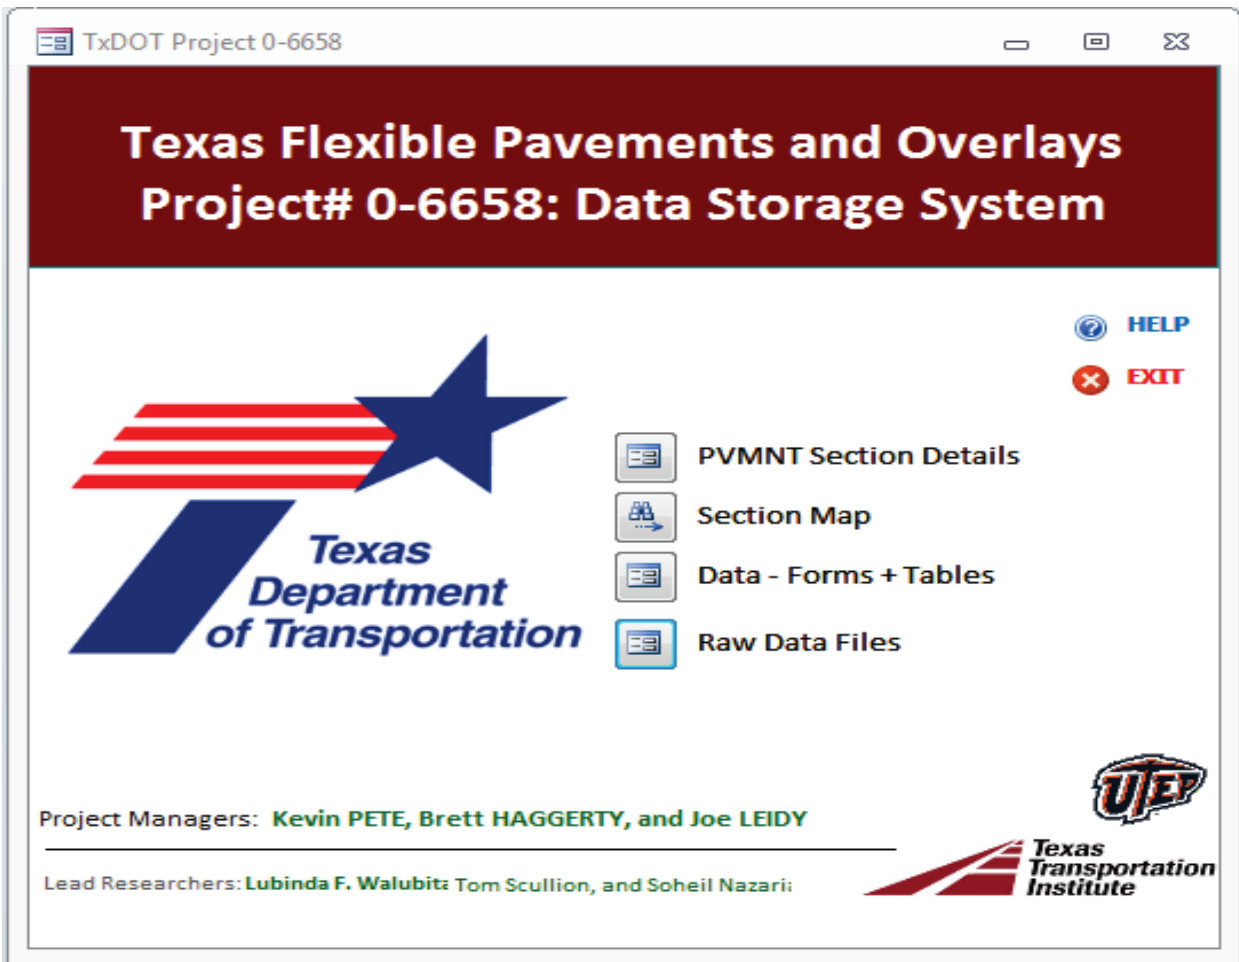 TxDOT Project 0-6658
Texas Flexible Pavements and Overlays
Project# 0-6658: Data Storage System
HELP
EXIT
PVMNT Section Details
Section Map
Data - Forms + Tables
Raw Data Files
Texas
Department
of Transportation
UTEP
Project Managers: Kevin PETE, Brett HAGGERTY, and Joe LEIDY
Texas
Transportation
Institute
Lead Researchers: Lubinda F. Walubita Tom Scullion, and Soheil Nazaria